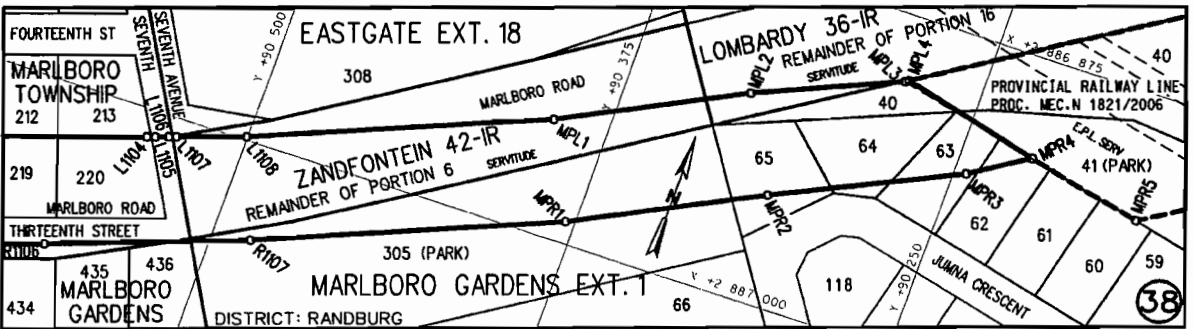 FOURTEENTH ST
SEVENTH
SEVENTH AVENUE
Y +90 500
EASTGATE EXT. 18
Y +90 375
LOMBARDY 36-IR
REMAINDER OF PORTION 16
SERVITUDE
X +2 886 875
40
MARLBORO
TOWNSHIP
212
213
308
MARLBORO ROAD
MPL1
MPL2
MPL3
MPL4
40
PROVINCIAL RAILWAY LINE
PROC. MEC.N 1821/2006
L1104
L1106
L1105
L1107
L1108
ZANDFONTEIN 42-IR
REMAINDER OF PORTION 6
SERVITUDE
219
220
MARLBORO ROAD
65
64
63
MPR4
E.P.L. SERV
41 (PARK)
THIRTEENTH STREET
R1106
R1107
MPR1
N
MPR2
MPR3
MPR5
305 (PARK)
62
61
60
59
435
436
434
MARLBORO
GARDENS
MARLBORO GARDENS EXT. 1
X +2 887 000
66
118
Y +90 250
JUMNA CRESCENT
DISTRICT: RANDBURG
38